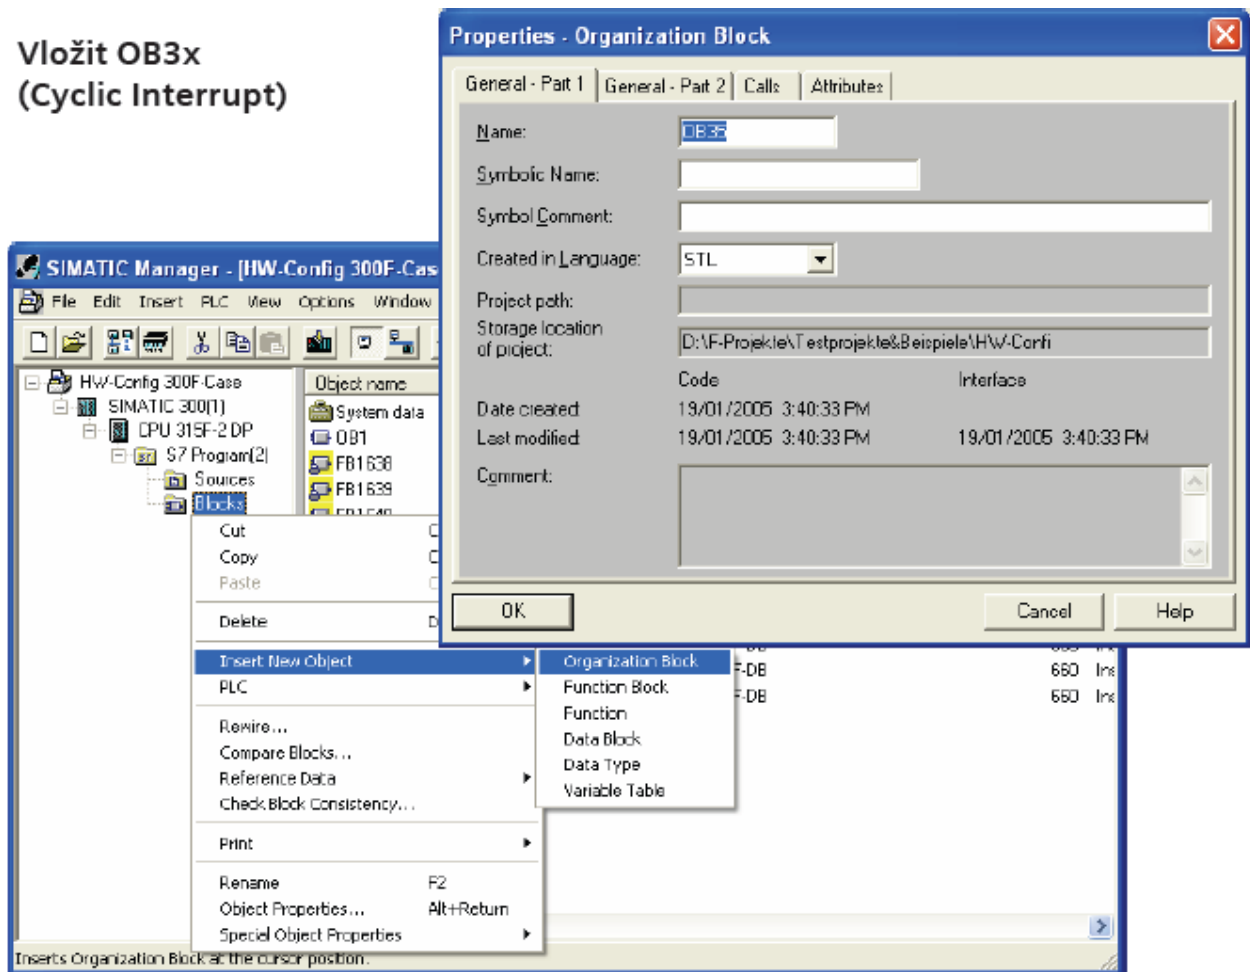 Vložit OB3x
(Cyclic Interrupt)
Properties - Organization Block
General - Part 1
General - Part 2
Calls
Attributes
Name:
OB35
Symbolic Name:
Symbol Comment:
Created in Language:
STL
Project path:
Storage location
of project:
D:\F-Projekte\Testprojekte&Beispiele\HW-Confi
Code
Interface
Date created:
19/01/2005 3:40:33 PM
Last modified:
19/01/2005 3:40:33 PM
19/01/2005 3:40:33 PM
Comment:
OK
Cancel
Help
SIMATIC Manager - [HW-Config 300F-Cas
File Edit Insert PLC View Options Window
HW-Config 300F-Case
SIMATIC 300(1)
CPU 315F-2 DP
S7 Program(2)
Sources
Blocks
Object name
System data
OB1
FB1638
FB1639
Cut
Copy
Paste
Delete
Insert New Object
PLC
Rewire...
Compare Blocks...
Reference Data
Check Block Consistency...
Print
Rename F2
Object Properties... Alt+Return
Special Object Properties
Organization Block
Function Block
Function
Data Block
Data Type
Variable Table
F-DB 660 Ins
F-DB 660 Ins
Inserts Organization Block at the cursor position.